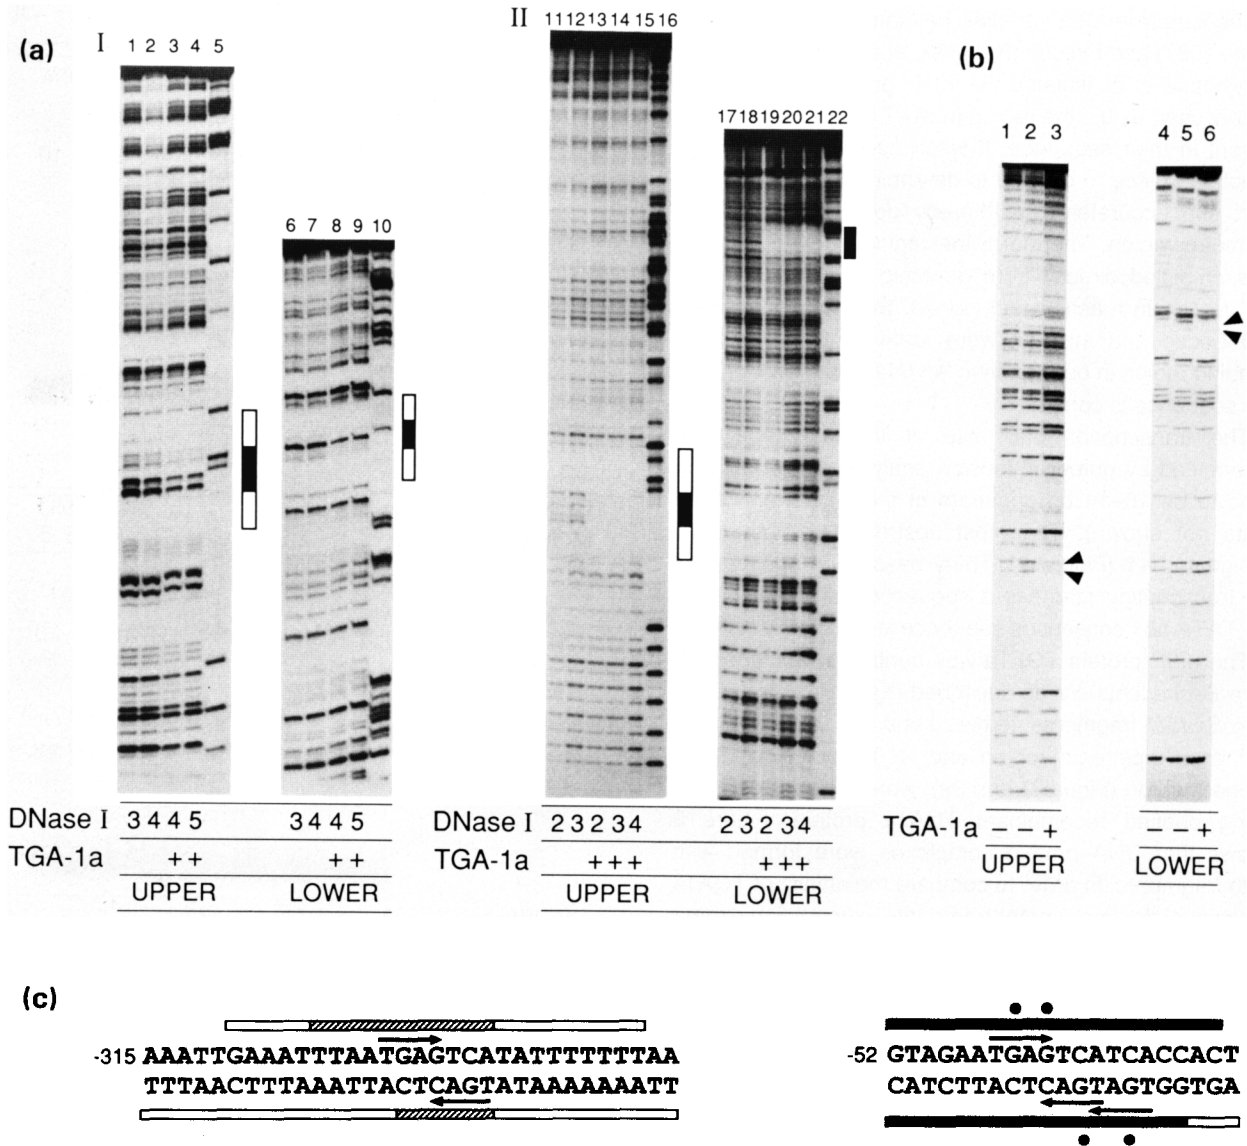 (a)
I 1 2 3 4 5
6 7 8 9 10
II 11 12 13 14 15 16
17 18 19 20 21 22
DNase I 3 4 4 5 3 4 4 5
TGA-1a + + + +
UPPER LOWER
DNase I 2 3 2 3 4 2 3 2 3 4
TGA-1a + + + + + +
UPPER LOWER
(b)
1 2 3
4 5 6
TGA-1a – – + – – +
UPPER LOWER
(c)
-315 AAATTGAAATTTAATGAGTCATATTTTTTTAA
TTTAACTTTAAATTACTCAGTATAAAAAAATT
-52 GTAGAATGAGTCATCACCACT
CATCTTACTCAGTAGTGGTGA